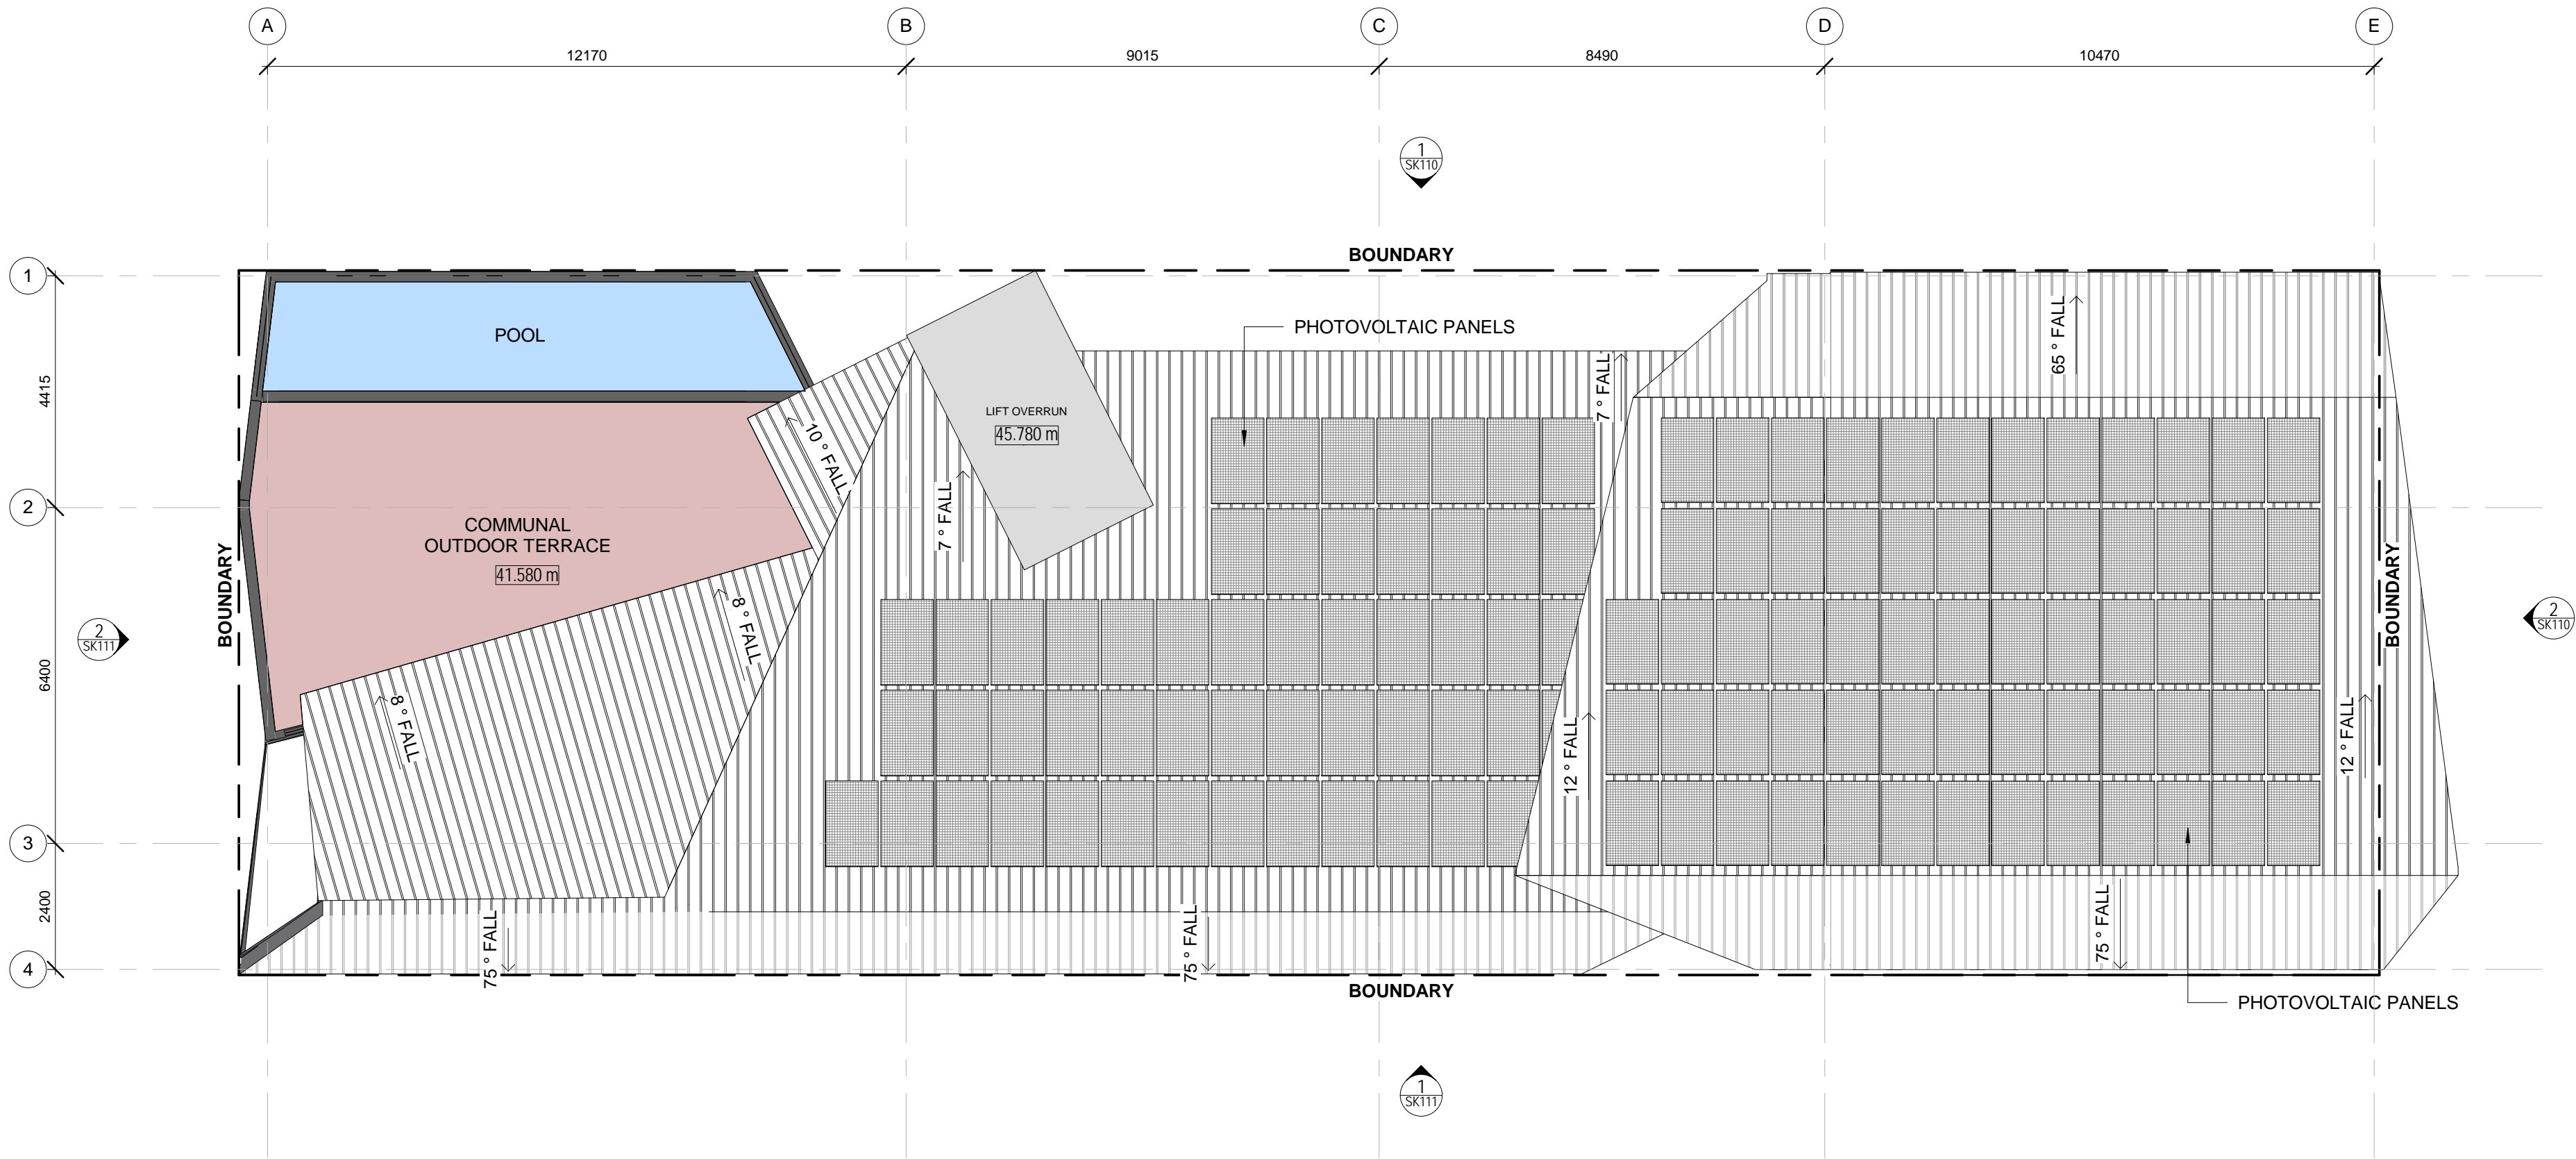 A
B
C
D
E
12170
9015
8490
10470
1
SK110
BOUNDARY
1
POOL
PHOTOVOLTAIC PANELS
65 ° FALL
7 ° FALL
4415
LIFT OVERRUN
45.780 m
10 ° FALL
7 ° FALL
2
COMMUNAL
OUTDOOR TERRACE
41.580 m
BOUNDARY
BOUNDARY
2
SK111
2
SK110
8 ° FALL
8 ° FALL
6400
12 ° FALL
12 ° FALL
3
2400
75 ° FALL
75 ° FALL
75 ° FALL
4
BOUNDARY
PHOTOVOLTAIC PANELS
1
SK111